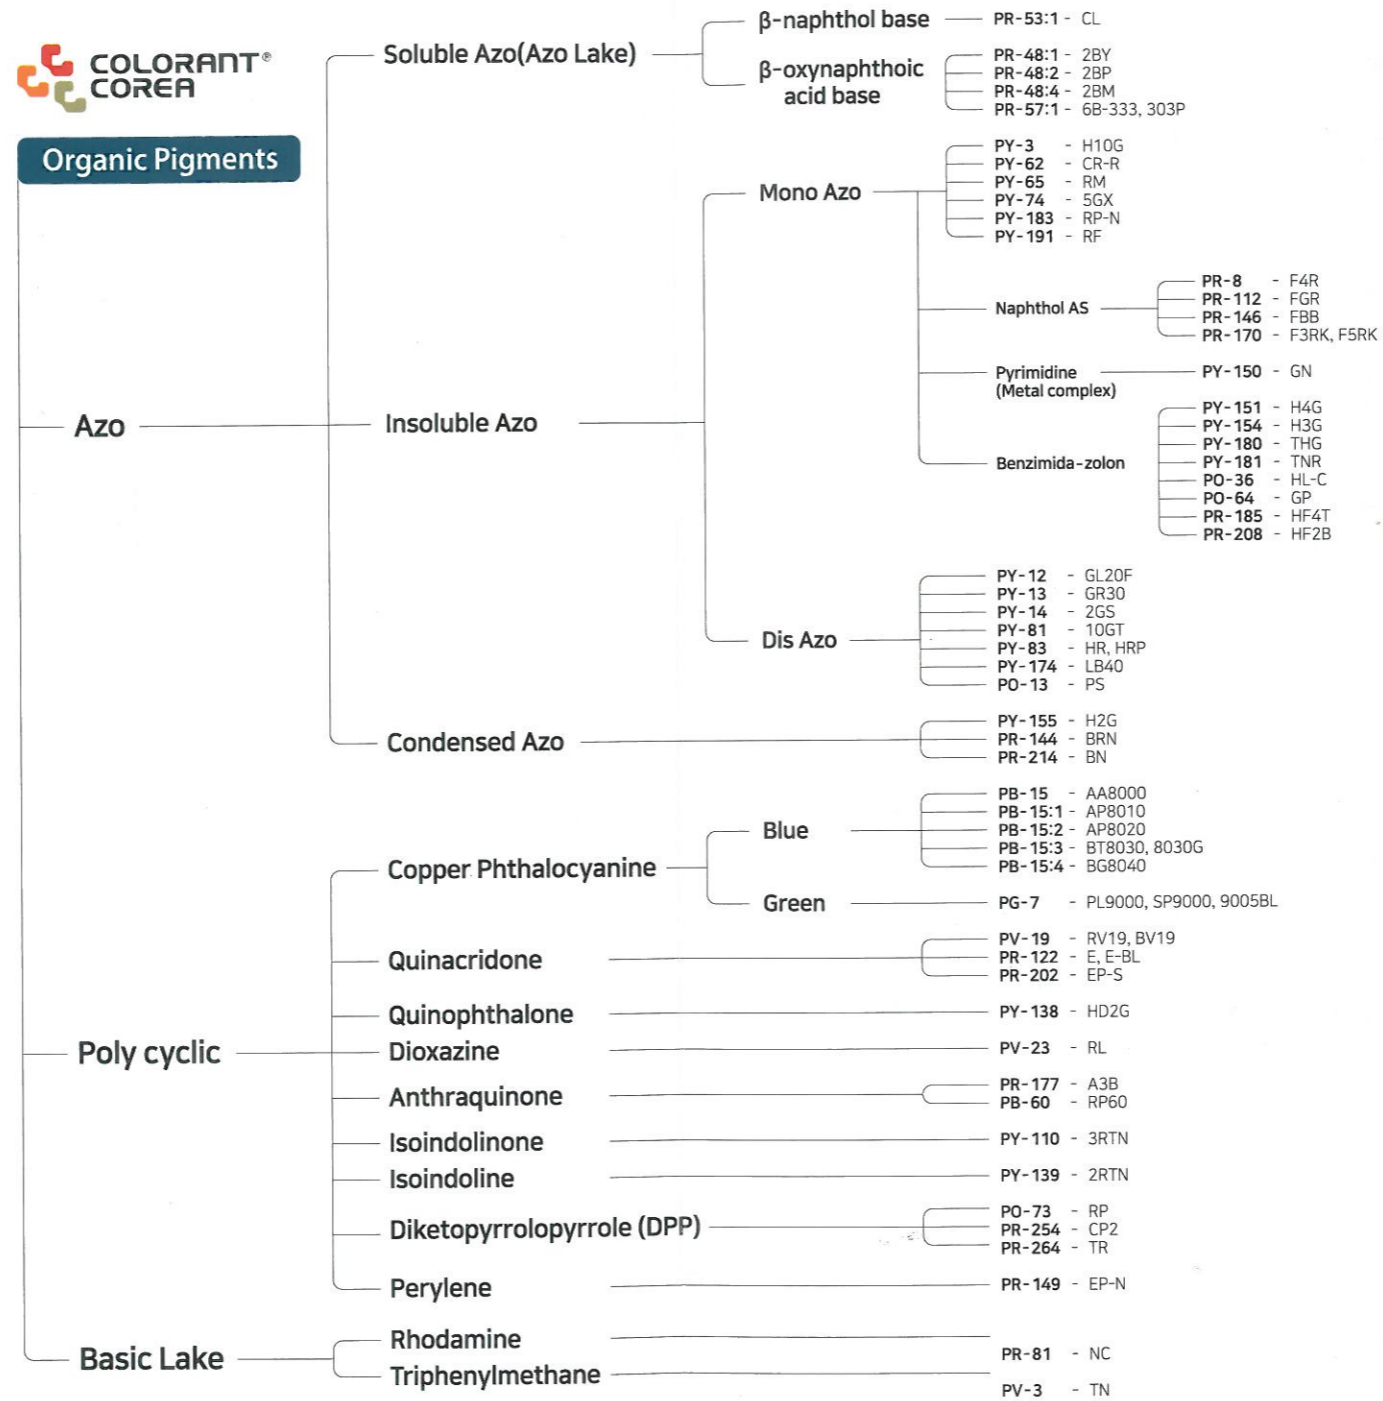 COLORANT®
COREA
Organic Pigments
Azo
Soluble Azo(Azo Lake)
β-naphthol base
PR-53:1 - CL
β-oxynaphthoic
acid base
PR-48:1 - 2BY
PR-48:2 - 2BP
PR-48:4 - 2BM
PR-57:1 - 6B-333, 303P
Insoluble Azo
Mono Azo
PY-3 - H10G
PY-62 - CR-R
PY-65 - RM
PY-74 - 5GX
PY-183 - RP-N
PY-191 - RF
Naphthol AS
PR-8 - F4R
PR-112 - FGR
PR-146 - FBB
PR-170 - F3RK, F5RK
Pyrimidine
(Metal complex)
PY-150 - GN
Benzimida-zolon
PY-151 - H4G
PY-154 - H3G
PY-180 - THG
PY-181 - TNR
PO-36 - HL-C
PO-64 - GP
PR-185 - HF4T
PR-208 - HF2B
Dis Azo
PY-12 - GL20F
PY-13 - GR30
PY-14 - 2GS
PY-81 - 10GT
PY-83 - HR, HRP
PY-174 - LB40
PO-13 - PS
Condensed Azo
PY-155 - H2G
PR-144 - BRN
PR-214 - BN
Poly cyclic
Copper Phthalocyanine
Blue
PB-15 - AA8000
PB-15:1 - AP8010
PB-15:2 - AP8020
PB-15:3 - BT8030, 8030G
PB-15:4 - BG8040
Green
PG-7 - PL9000, SP9000, 9005BL
Quinacridone
PV-19 - RV19, BV19
PR-122 - E, E-BL
PR-202 - EP-S
Quinophthalone
PY-138 - HD2G
Dioxazine
PV-23 - RL
Anthraquinone
PR-177 - A3B
PB-60 - RP60
Isoindolinone
PY-110 - 3RTN
Isoindoline
PY-139 - 2RTN
Diketopyrrolopyrrole (DPP)
PO-73 - RP
PR-254 - CP2
PR-264 - TR
Perylene
PR-149 - EP-N
Basic Lake
Rhodamine
PR-81 - NC
Triphenylmethane
PV-3 - TN